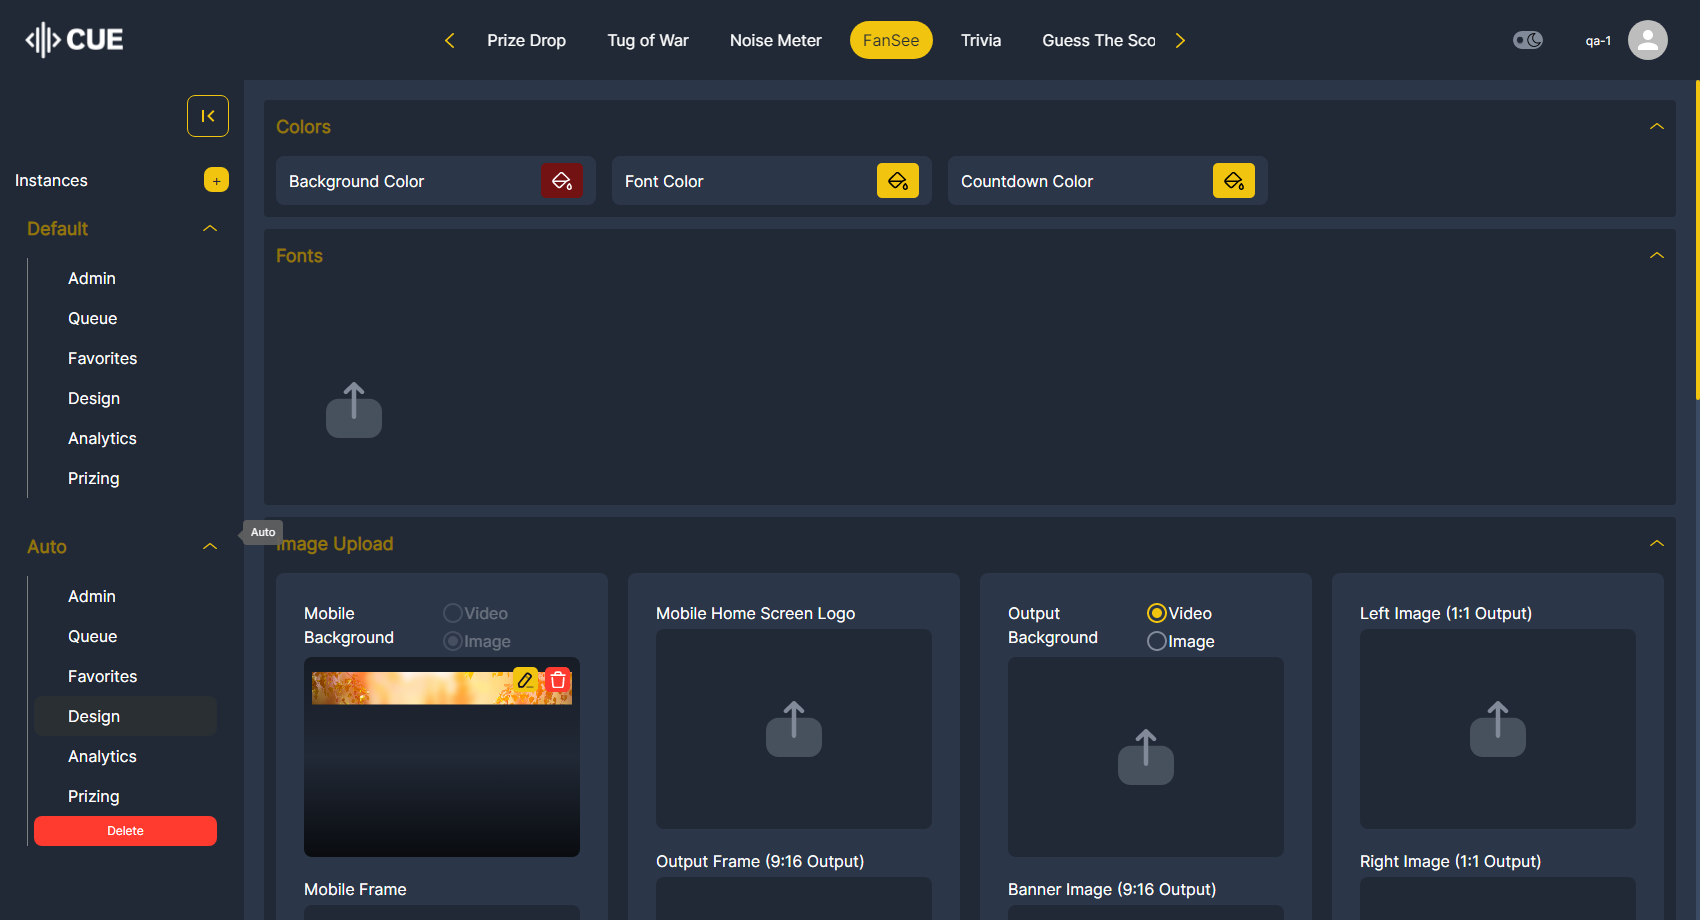 CUE
Prize Drop
Tug of War
Noise Meter
FanSee
Trivia
Guess The Sco
qa-1
Instances
+
Default
Admin
Queue
Favorites
Design
Analytics
Prizing
Auto
Admin
Queue
Favorites
Design
Analytics
Prizing
Delete
Auto
Colors
Background Color
Font Color
Countdown Color
Fonts
Image Upload
Mobile
Background
Video
Image
Mobile Frame
Mobile Home Screen Logo
Output Frame (9:16 Output)
Output
Background
Video
Image
Banner Image (9:16 Output)
Left Image (1:1 Output)
Right Image (1:1 Output)